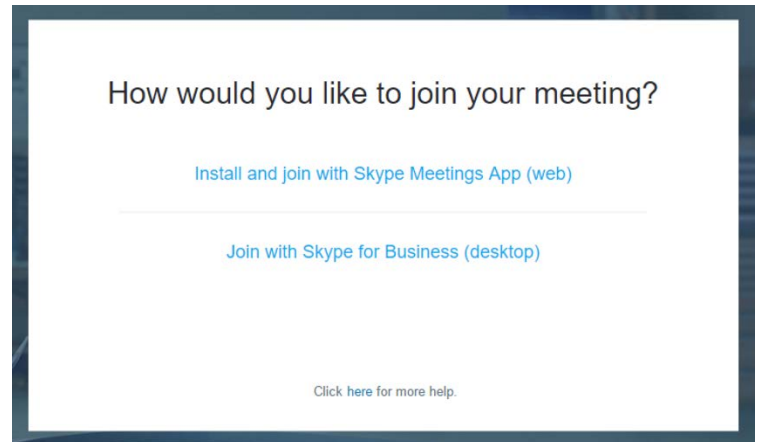 How would you like to join your meeting?
Install and join with Skype Meetings App (web)
Join with Skype for Business (desktop)
Click here for more help.